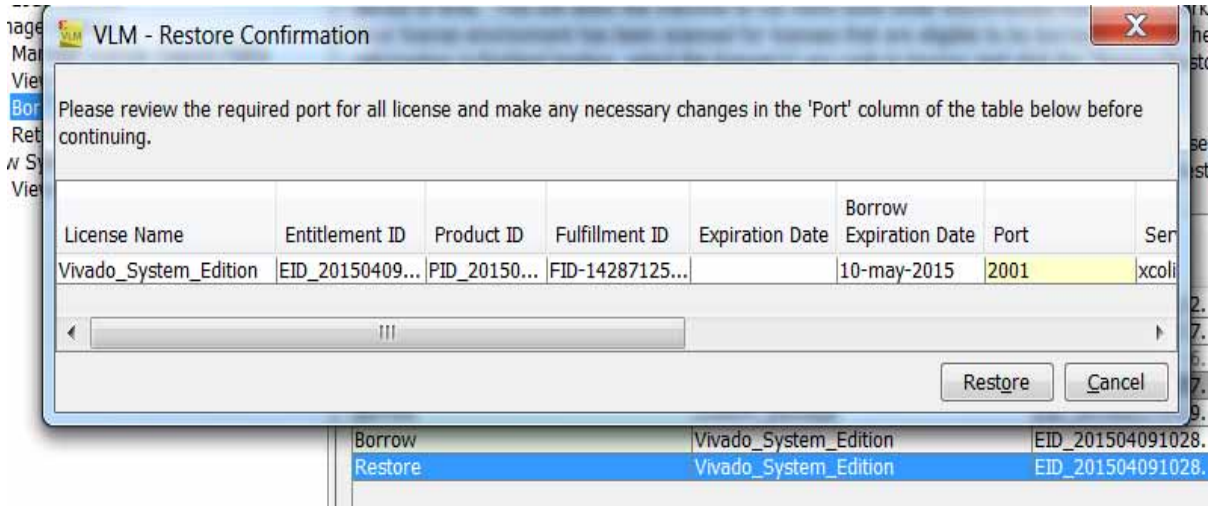 VLM - Restore Confirmation
X
Please review the required port for all license and make any necessary changes in the 'Port' column of the table below before
continuing.
Borrow
License Name Entitlement ID Product ID Fulfillment ID Expiration Date Expiration Date Port Ser
Vivado_System_Edition EID_20150409... PID_20150... FID-14287125... 10-may-2015 2001 xcoli
Restore Cancel
Borrow Vivado_System_Edition EID_201504091028.
Restore Vivado_System_Edition EID_201504091028.